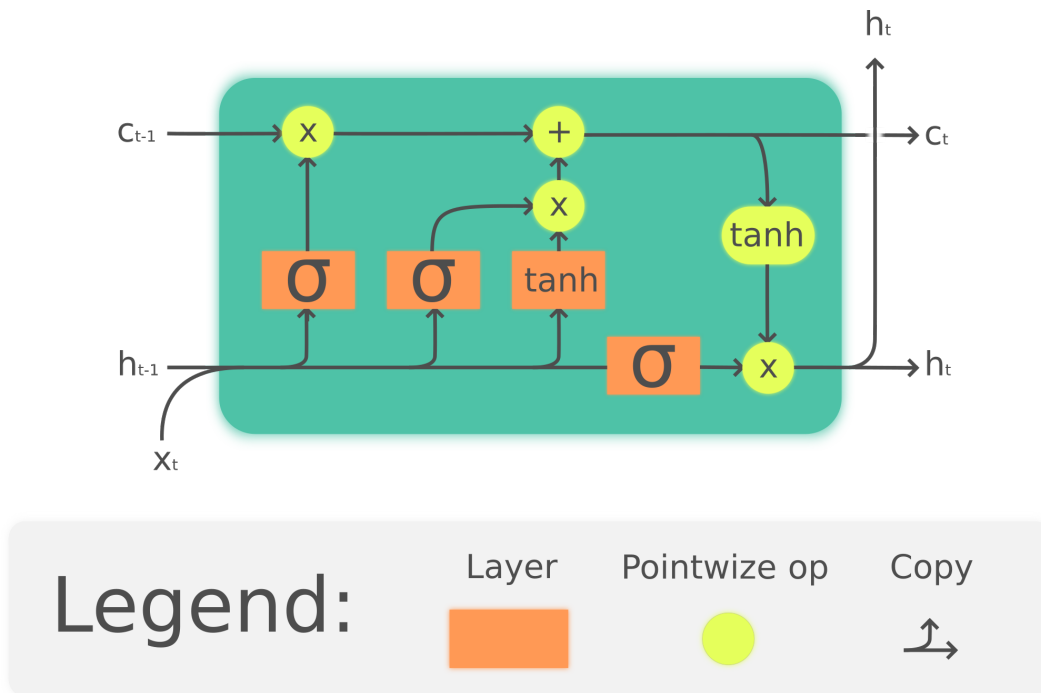 ht
ct-1 x + ct
x
tanh
σ σ tanh
ht-1 σ x ht
xt
Legend:
Layer Pointwize op Copy